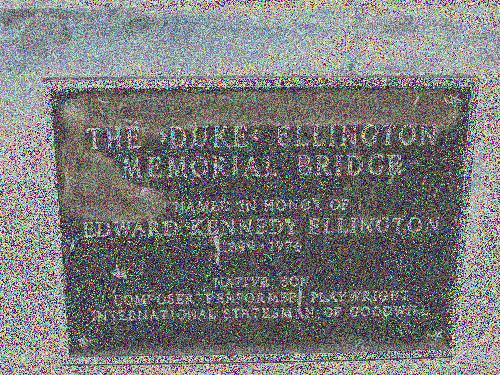 THE "DUKE" ELLINGTON
MEMORIAL BRIDGE
NAMED IN HONOR OF
EDWARD KENNEDY ELLINGTON
1899-1974
NATIVE SON
COMPOSER PERFORMER PLAYWRIGHT
INTERNATIONAL STATESMAN OF GOODWILL